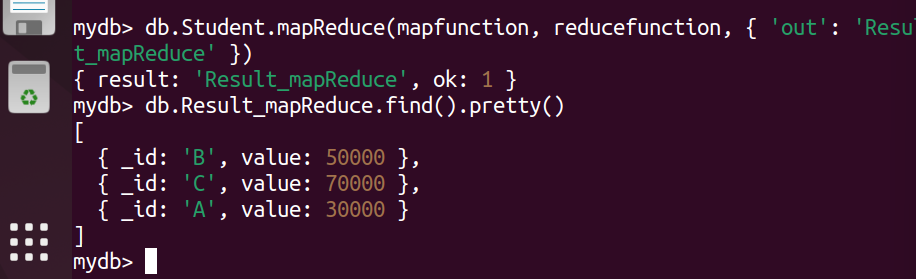 mydb> db.Student.mapReduce(mapfunction, reducefunction, { 'out': 'Resu
t_mapReduce' })
{ result: 'Result_mapReduce', ok: 1 }
mydb> db.Result_mapReduce.find().pretty()
[
  { _id: 'B', value: 50000 },
  { _id: 'C', value: 70000 },
  { _id: 'A', value: 30000 }
]
mydb>